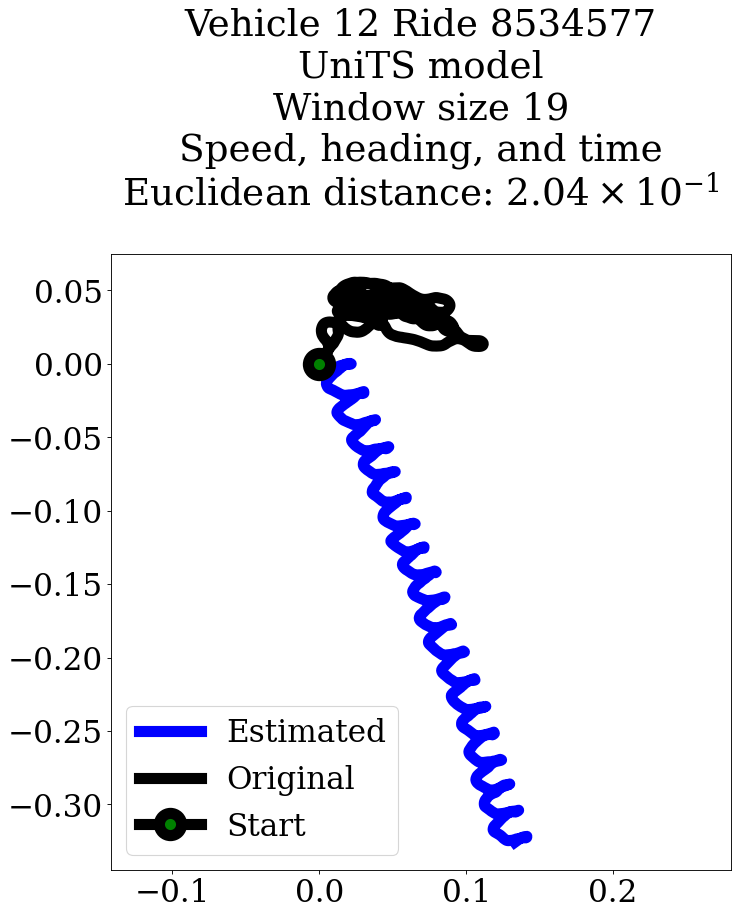 Vehicle 12 Ride 8534577
UniTS model
Window size 19
Speed, heading, and time
Euclidean distance: 2.04 × 10⁻¹
0.05
0.00
−0.05
−0.10
−0.15
−0.20
−0.25
−0.30
Estimated
Original
Start
−0.1 0.0 0.1 0.2